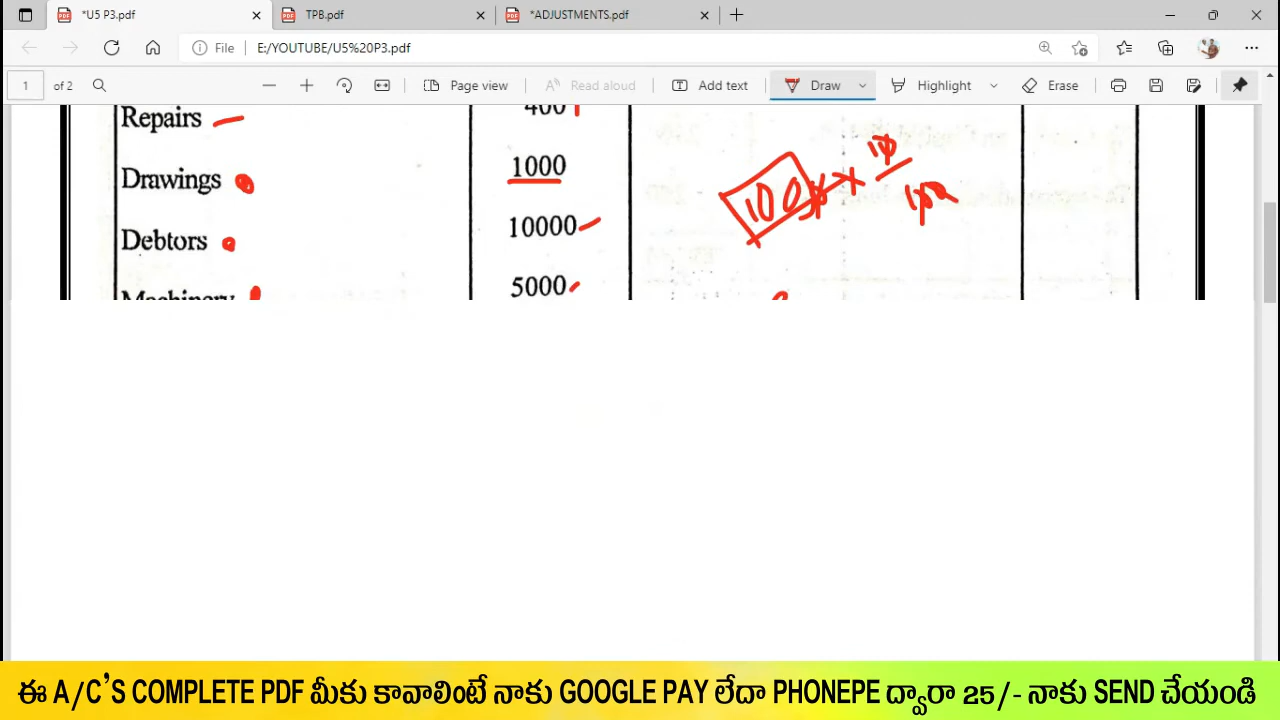 *U5 P3.pdf TPB.pdf *ADJUSTMENTS.pdf
File E:/YOUTUBE/U5%20P3.pdf
1 of 2 Page view Read aloud Add text Draw Highlight Erase
Repairs 400
Drawings 1000
Debtors 10000
Machinery 5000
1000 x 10
100
ఈ A/C'S COMPLETE PDF మీకు కావాలింటే నాకు GOOGLE PAY లేదా PHONEPE ద్వారా 25/- నాకు SEND చేయండి